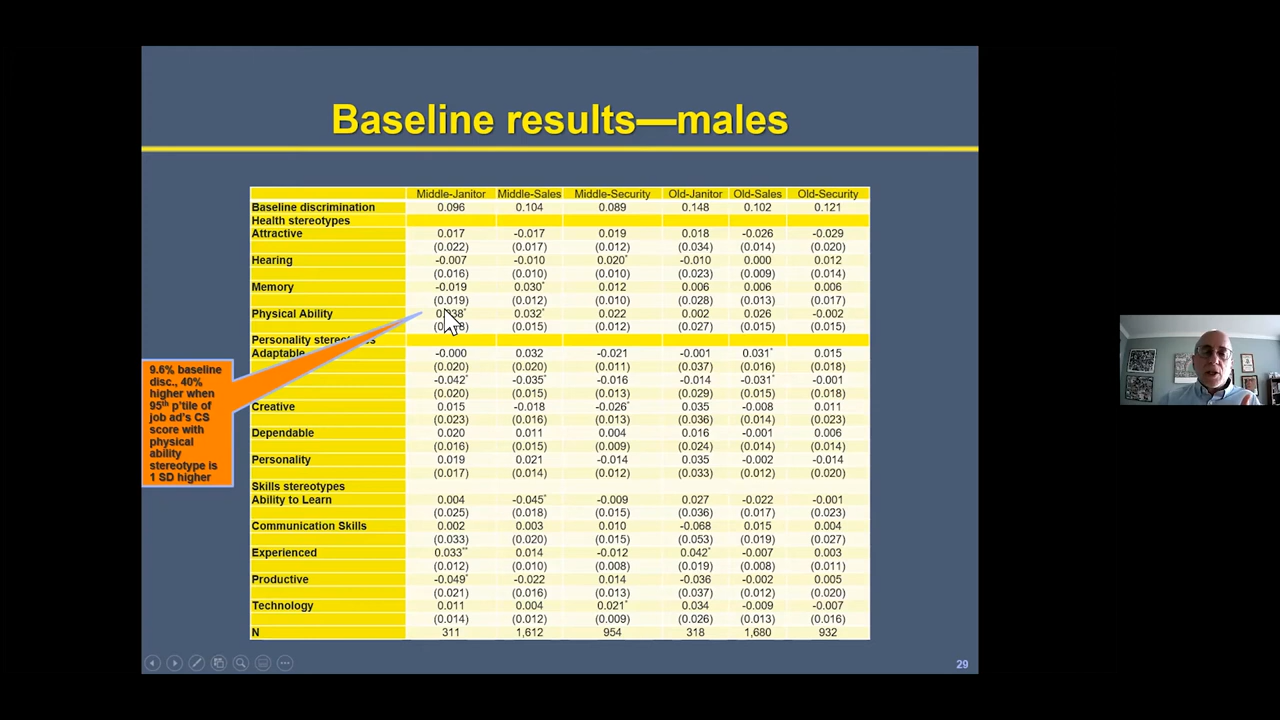 Baseline results—males
Middle-Janitor Middle-Sales Middle-Security Old-Janitor Old-Sales Old-Security
Baseline discrimination 0.096 0.104 0.089 0.148 0.102 0.121
Health stereotypes
Attractive 0.017 -0.017 0.019 0.018 -0.026 -0.029
(0.022) (0.017) (0.012) (0.034) (0.014) (0.020)
Hearing -0.007 -0.010 0.020* -0.010 0.000 0.012
(0.016) (0.010) (0.010) (0.023) (0.009) (0.014)
Memory -0.019 0.030* 0.012 0.006 0.006 0.006
(0.019) (0.012) (0.010) (0.028) (0.013) (0.017)
Physical Ability 0.032* 0.022 0.002 0.026 -0.002
(0.015) (0.012) (0.027) (0.015) (0.015)
Personality
Adaptable -0.000 0.032 -0.021 -0.001 0.031* 0.015
(0.020) (0.020) (0.011) (0.037) (0.016) (0.018)
-0.042* -0.035* -0.016 -0.014 -0.031* -0.001
(0.020) (0.015) (0.013) (0.029) (0.015) (0.018)
Creative 0.015 -0.018 -0.026* 0.035 -0.008 0.011
(0.023) (0.016) (0.013) (0.036) (0.014) (0.023)
Dependable 0.020 0.011 0.004 0.016 -0.001 0.006
(0.016) (0.015) (0.009) (0.024) (0.014) (0.014)
Personality 0.019 0.021 -0.014 0.035 -0.002 -0.014
(0.017) (0.014) (0.012) (0.033) (0.012) (0.020)
Skills stereotypes
Ability to Learn 0.004 -0.045* -0.009 0.027 -0.022 -0.001
(0.025) (0.018) (0.015) (0.036) (0.017) (0.023)
Communication Skills 0.002 0.003 0.010 -0.068 0.015 0.004
(0.033) (0.020) (0.015) (0.053) (0.019) (0.027)
Experienced 0.033** 0.014 -0.012 0.042* -0.007 0.003
(0.012) (0.010) (0.008) (0.019) (0.008) (0.011)
Productive -0.049* -0.022 0.014 -0.036 -0.002 0.005
(0.021) (0.016) (0.013) (0.037) (0.012) (0.020)
Technology 0.011 0.004 0.021* 0.034 -0.009 -0.007
(0.014) (0.012) (0.009) (0.026) (0.013) (0.016)
N 311 1,612 954 318 1,680 932
9.6% baseline
disc., 40%
higher when
95th p'tile of
job ad's CS
score with
physical
ability
stereotype is
1 SD higher
29